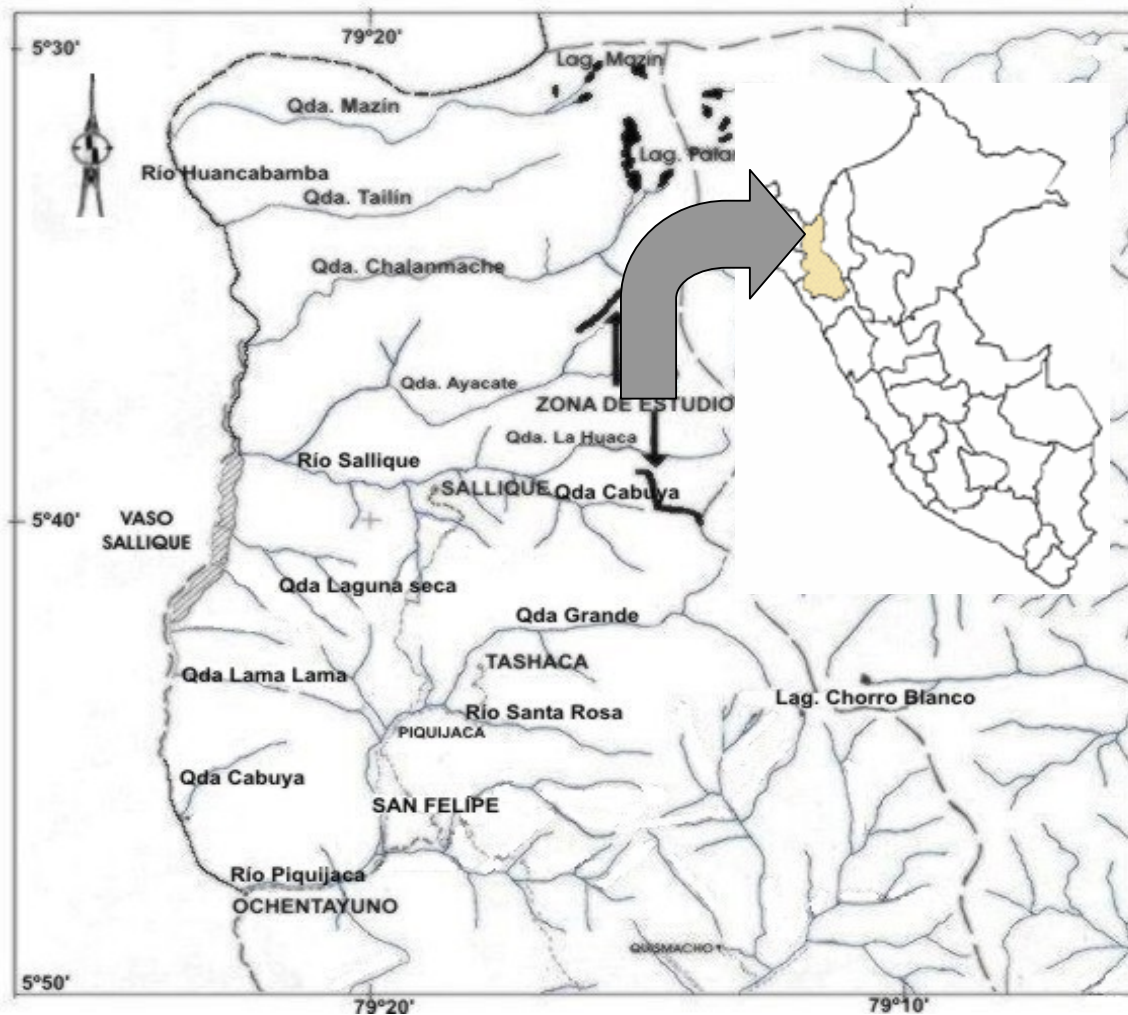 79°20'
5°30'
Lag. Mazín
Qda. Mazín
Lag.
Río Huancabamba
Qda. Tailín
Qda. Chalanmache
Qda. Ayacate
ZONA DE ESTUDIO
Qda. La Huaca
Río Sallique
SALLIQUE
Qda Cabuya
5°40'
VASO
SALLIQUE
Qda Laguna seca
Qda Grande
TASHACA
Qda Lama Lama
Lag. Chorro Blanco
Río Santa Rosa
PIQUIJACA
Qda Cabuya
SAN FELIPE
Río Piquijaca
OCHENTAYUNO
QUISMACHO
5°50'
79°20'
79°10'